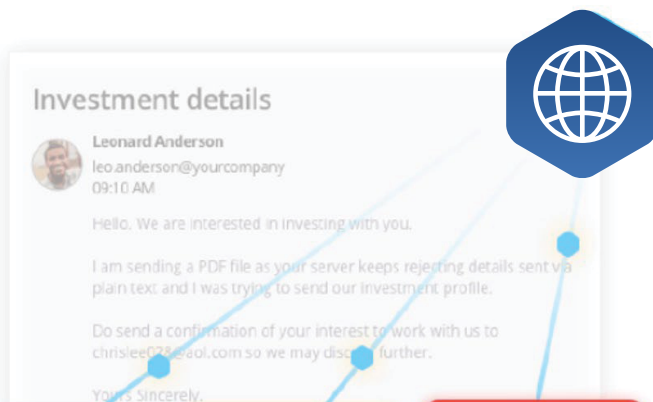 Investment details
Leonard Anderson
leo.anderson@yourcompany
09:10 AM
Hello. We are interested in investing with you.
I am sending a PDF file as your server keeps rejecting details sent via
plain text and I was trying to send our investment profile.
Do send a confirmation of your interest to work with us to
chrislee028@aol.com so we may discuss further.
Yours Sincerely,